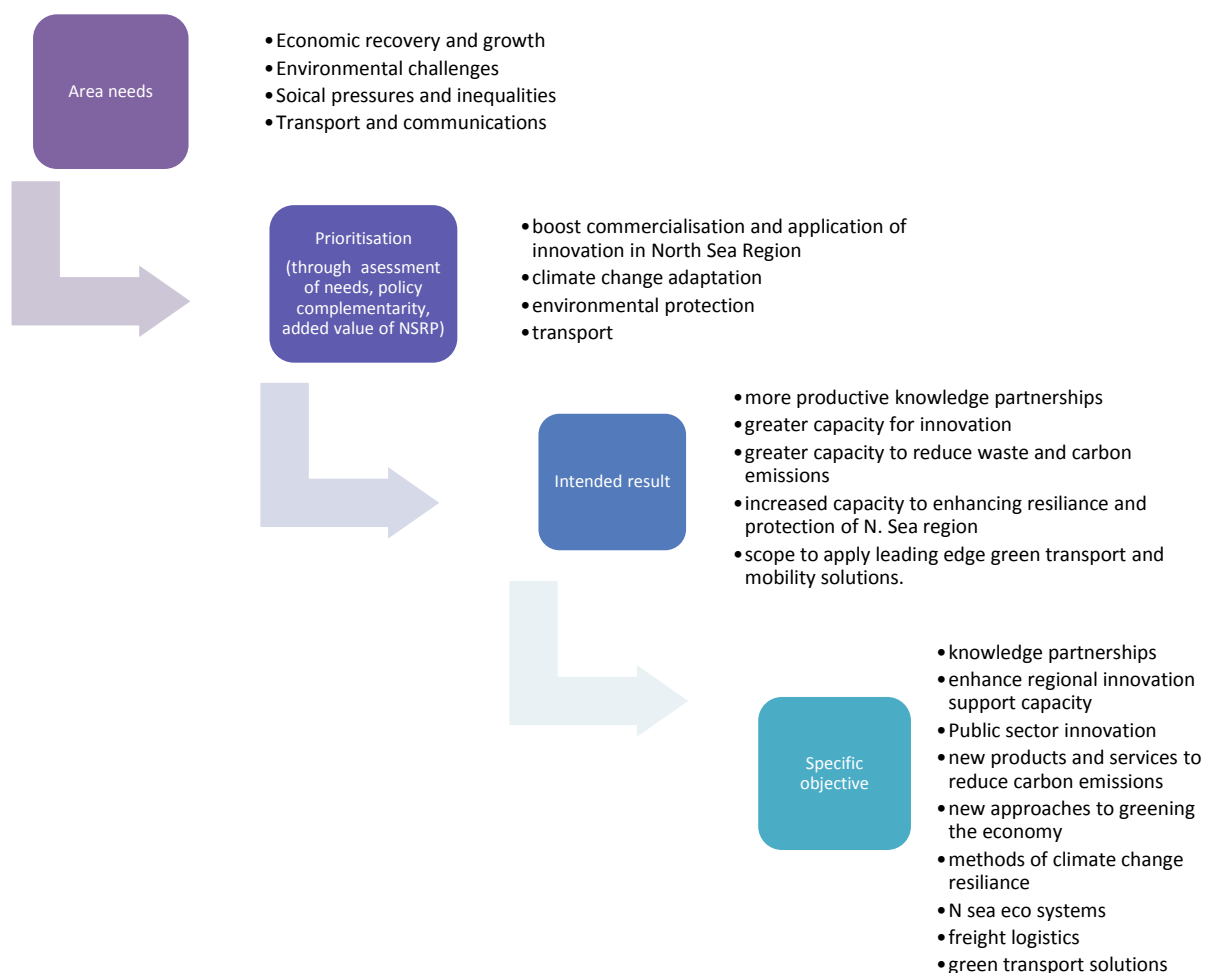 Area needs
•Economic recovery and growth
•Environmental challenges
•Soical pressures and inequalities
•Transport and communications
Prioritisation
(through asessment
of needs, policy
complementarity,
added value of NSRP)
•boost commercialisation and application of
innovation in North Sea Region
•climate change adaptation
•environmental protection
•transport
Intended result
•more productive knowledge partnerships
•greater capacity for innovation
•greater capacity to reduce waste and carbon
emissions
•increased capacity to enhancing resiliance and
protection of N. Sea region
•scope to apply leading edge green transport and
mobility solutions.
Specific
objective
•knowledge partnerships
•enhance regional innovation
support capacity
•Public sector innovation
•new products and services to
reduce carbon emissions
•new approaches to greening
the economy
•methods of climate change
resiliance
•N sea eco systems
•freight logistics
•green transport solutions